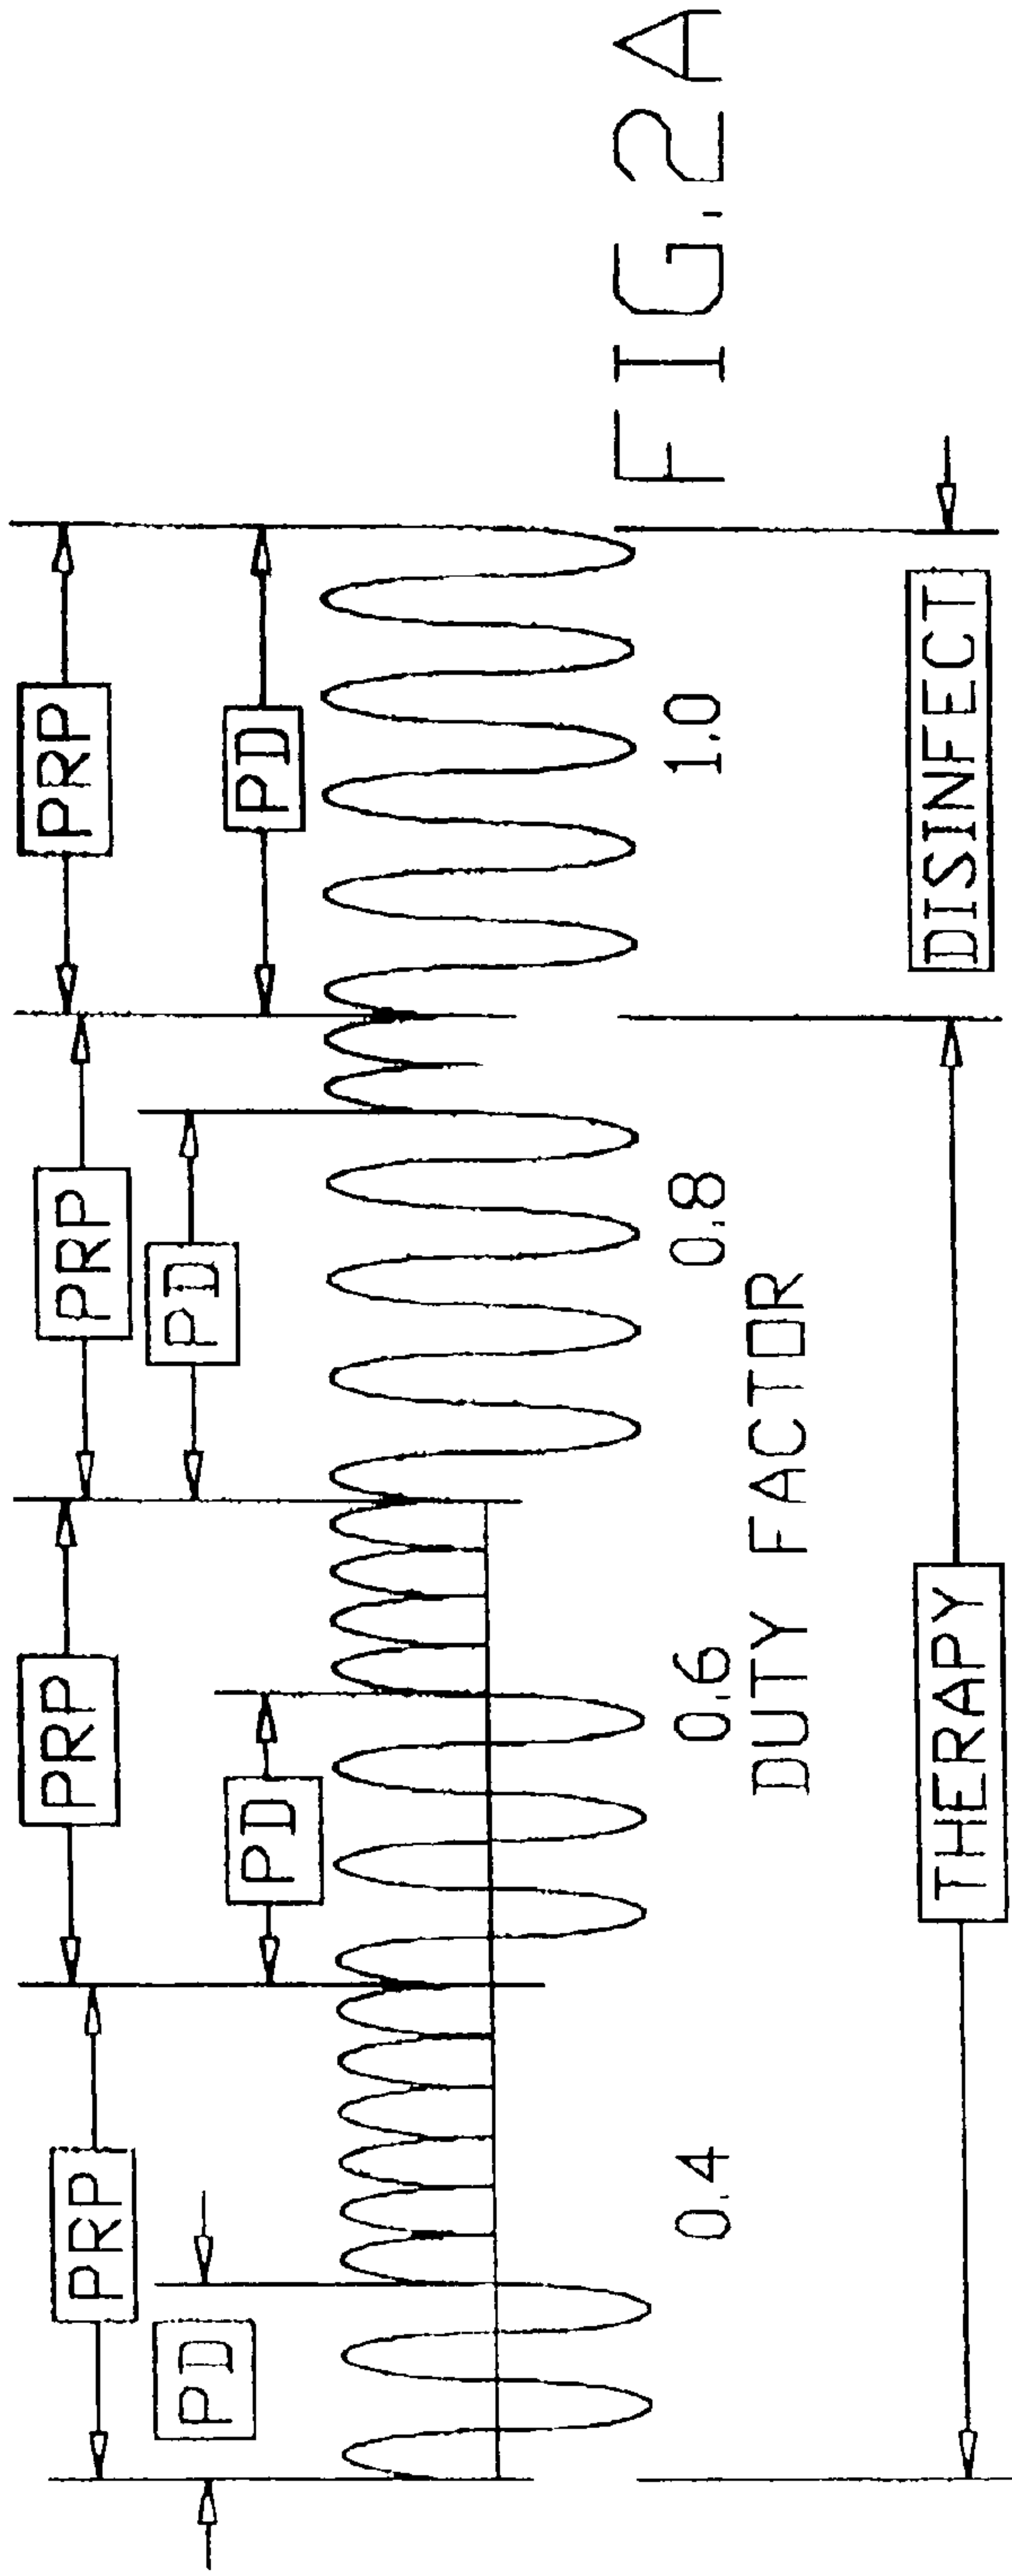 PRP PRP PRP PRP
PD PD PD PD
0.4 0.6 0.8 1.0
DUTY FACTOR
THERAPY DISINFECT
FIG.2A